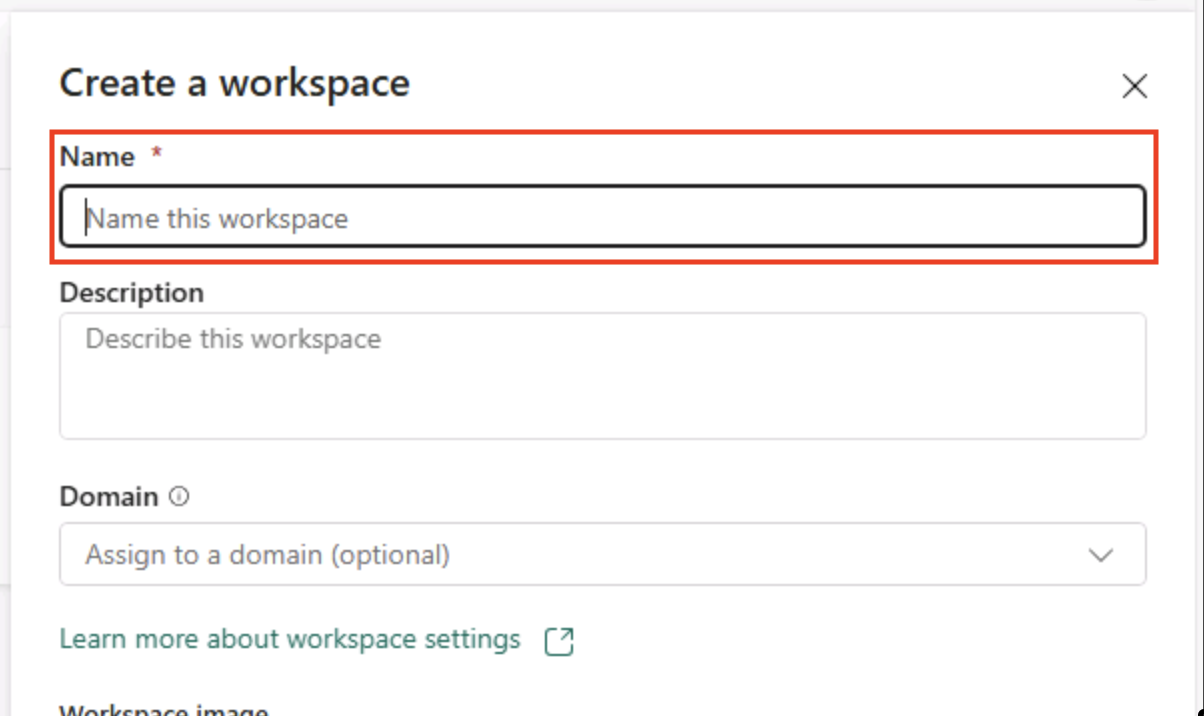 Create a workspace
Name *
Name this workspace
Description
Describe this workspace
Domain
Assign to a domain (optional)
Learn more about workspace settings
Workspace image